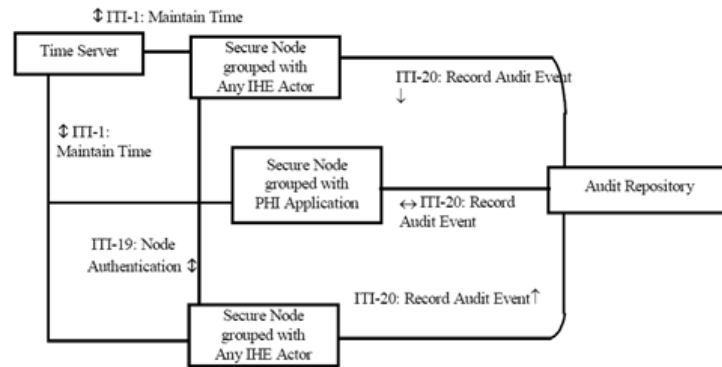 ↕ ITI-1: Maintain Time
Time Server
Secure Node
grouped with
Any IHE Actor
ITI-20: Record Audit Event
↓
↕ ITI-1:
Maintain Time
Secure Node
grouped with
PHI Application
Audit Repository
↔ ITI-20: Record
Audit Event
ITI-19: Node
Authentication ↕
ITI-20: Record Audit Event↑
Secure Node
grouped with
Any IHE Actor